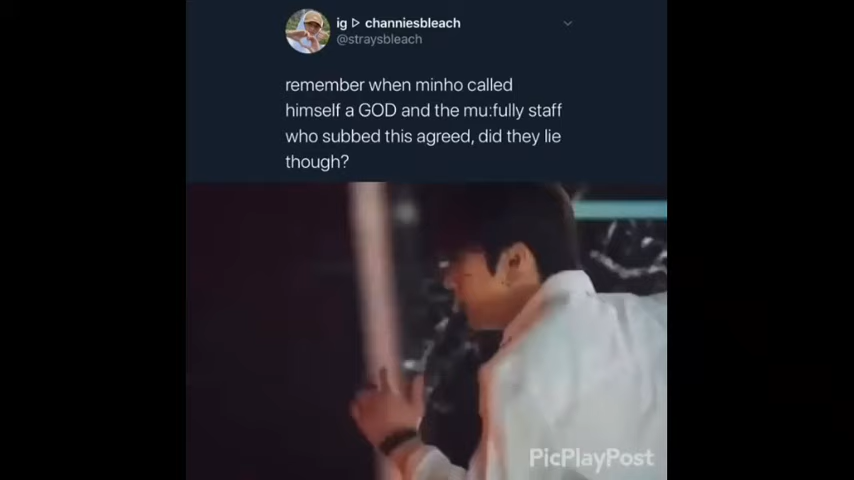 ig ▷ channiesbleach
@straysbleach
remember when minho called
himself a GOD and the mu:fully staff
who subbed this agreed, did they lie
though?
PicPlayPost